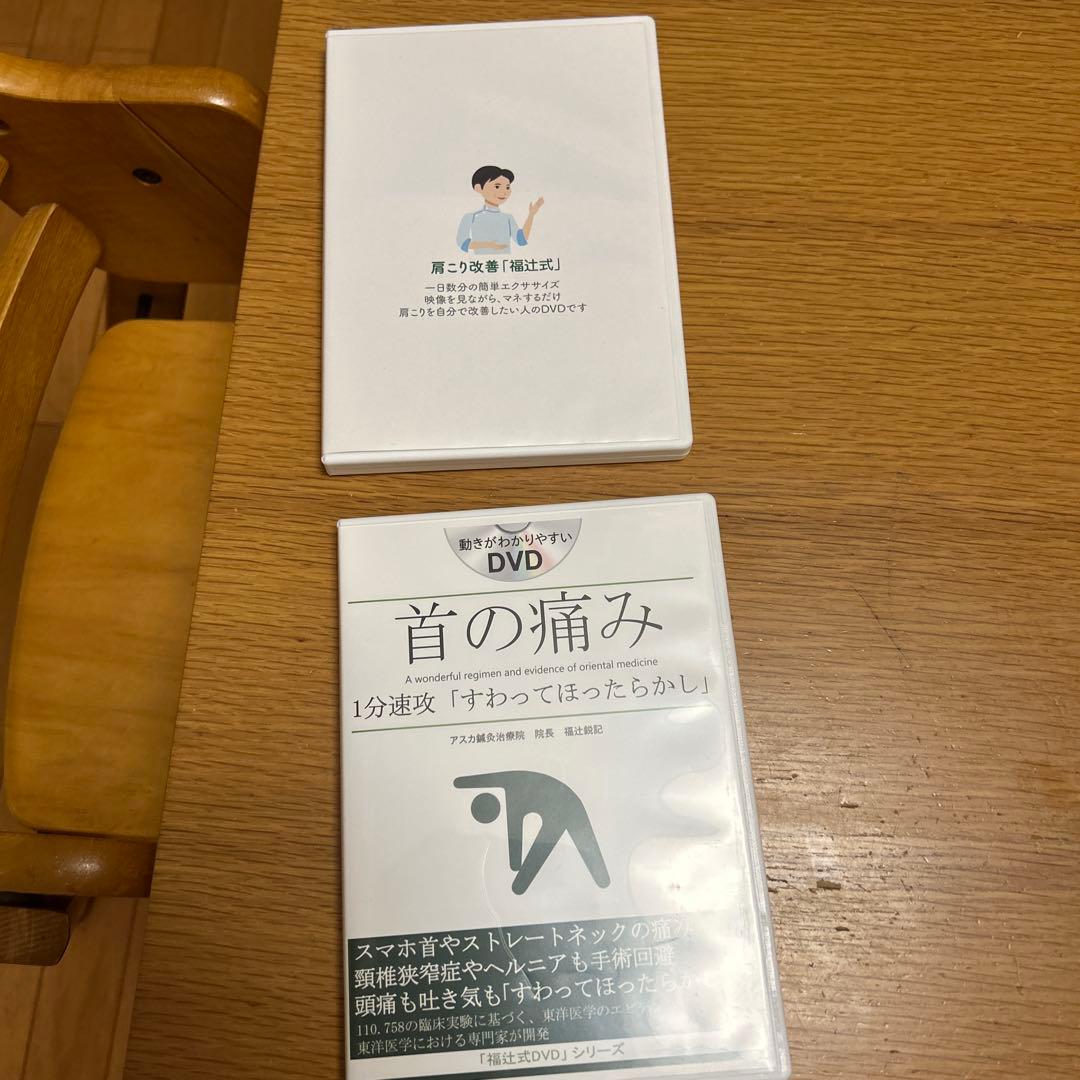 肩こり改善「福辻式」
一日数分の簡単エクササイズ
映像を見ながら、マネするだけ
肩こりを自分で改善したい人のDVDです
動きがわかりやすい
DVD
首の痛み
A wonderful regimen and evidence of oriental medicine
1分速攻「すわってほったらかし」
アスカ鍼灸治療院 院長 福辻鋭記
スマホ首やストレートネックの痛み
頸椎狭窄症やヘルニアも手術回避
頭痛も吐き気も「すわってほったらかし
110.758の臨床実験に基づく、東洋医学のエビデン
東洋医学における専門家が開発
「福辻式DVD」シリーズ